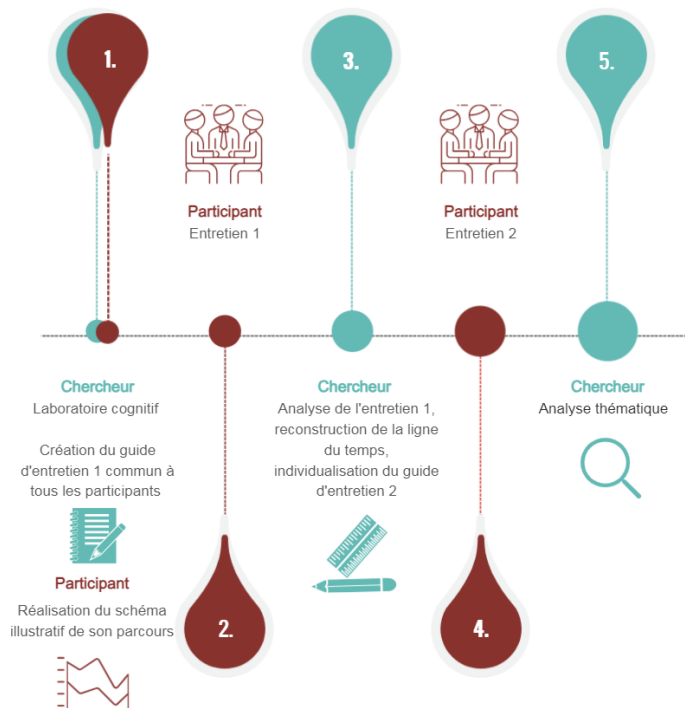 1.
3.
5.
Participant
Entretien 1
Participant
Entretien 2
Chercheur
Laboratoire cognitif
Création du guide
d'entretien 1 commun à
tous les participants
Participant
Réalisation du schéma
illustratif de son parcours
2.
Chercheur
Analyse de l'entretien 1,
reconstruction de la ligne
du temps,
individualisation du guide
d'entretien 2
4.
Chercheur
Analyse thématique